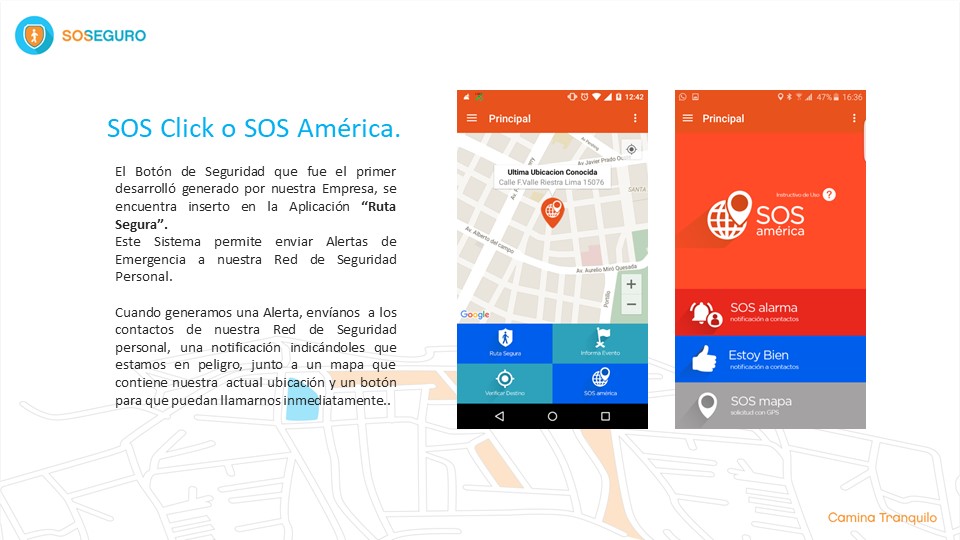 SOSEGURO
SOS Click o SOS América.
El Botón de Seguridad que fue el primer
desarrolló generado por nuestra Empresa, se
encuentra inserto en la Aplicación “Ruta
Segura”.
Este Sistema permite enviar Alertas de
Emergencia a nuestra Red de Seguridad
Personal.
Cuando generamos una Alerta, envíanos a los
contactos de nuestra Red de Seguridad
personal, una notificación indicándoles que
estamos en peligro, junto a un mapa que
contiene nuestra actual ubicación y un botón
para que puedan llamarnos inmediatamente..
12:42
Principal
Av. Javier Prado O
Ultima Ubicacion Conocida
Calle F.Valle Riestra Lima 15076
SANTA
Av. Alberto del campo
Av. Aurelio Miró Quesada
Portillo
+
−
Google
Ruta Segura
Informa Evento
Verificar Destino
SOS américa
47% 16:36
Principal
Instructivo de Uso ?
SOS
américa
SOS alarma
notificación a contactos
Estoy Bien
notificación a contactos
SOS mapa
solicitud con GPS
Camina Tranquilo